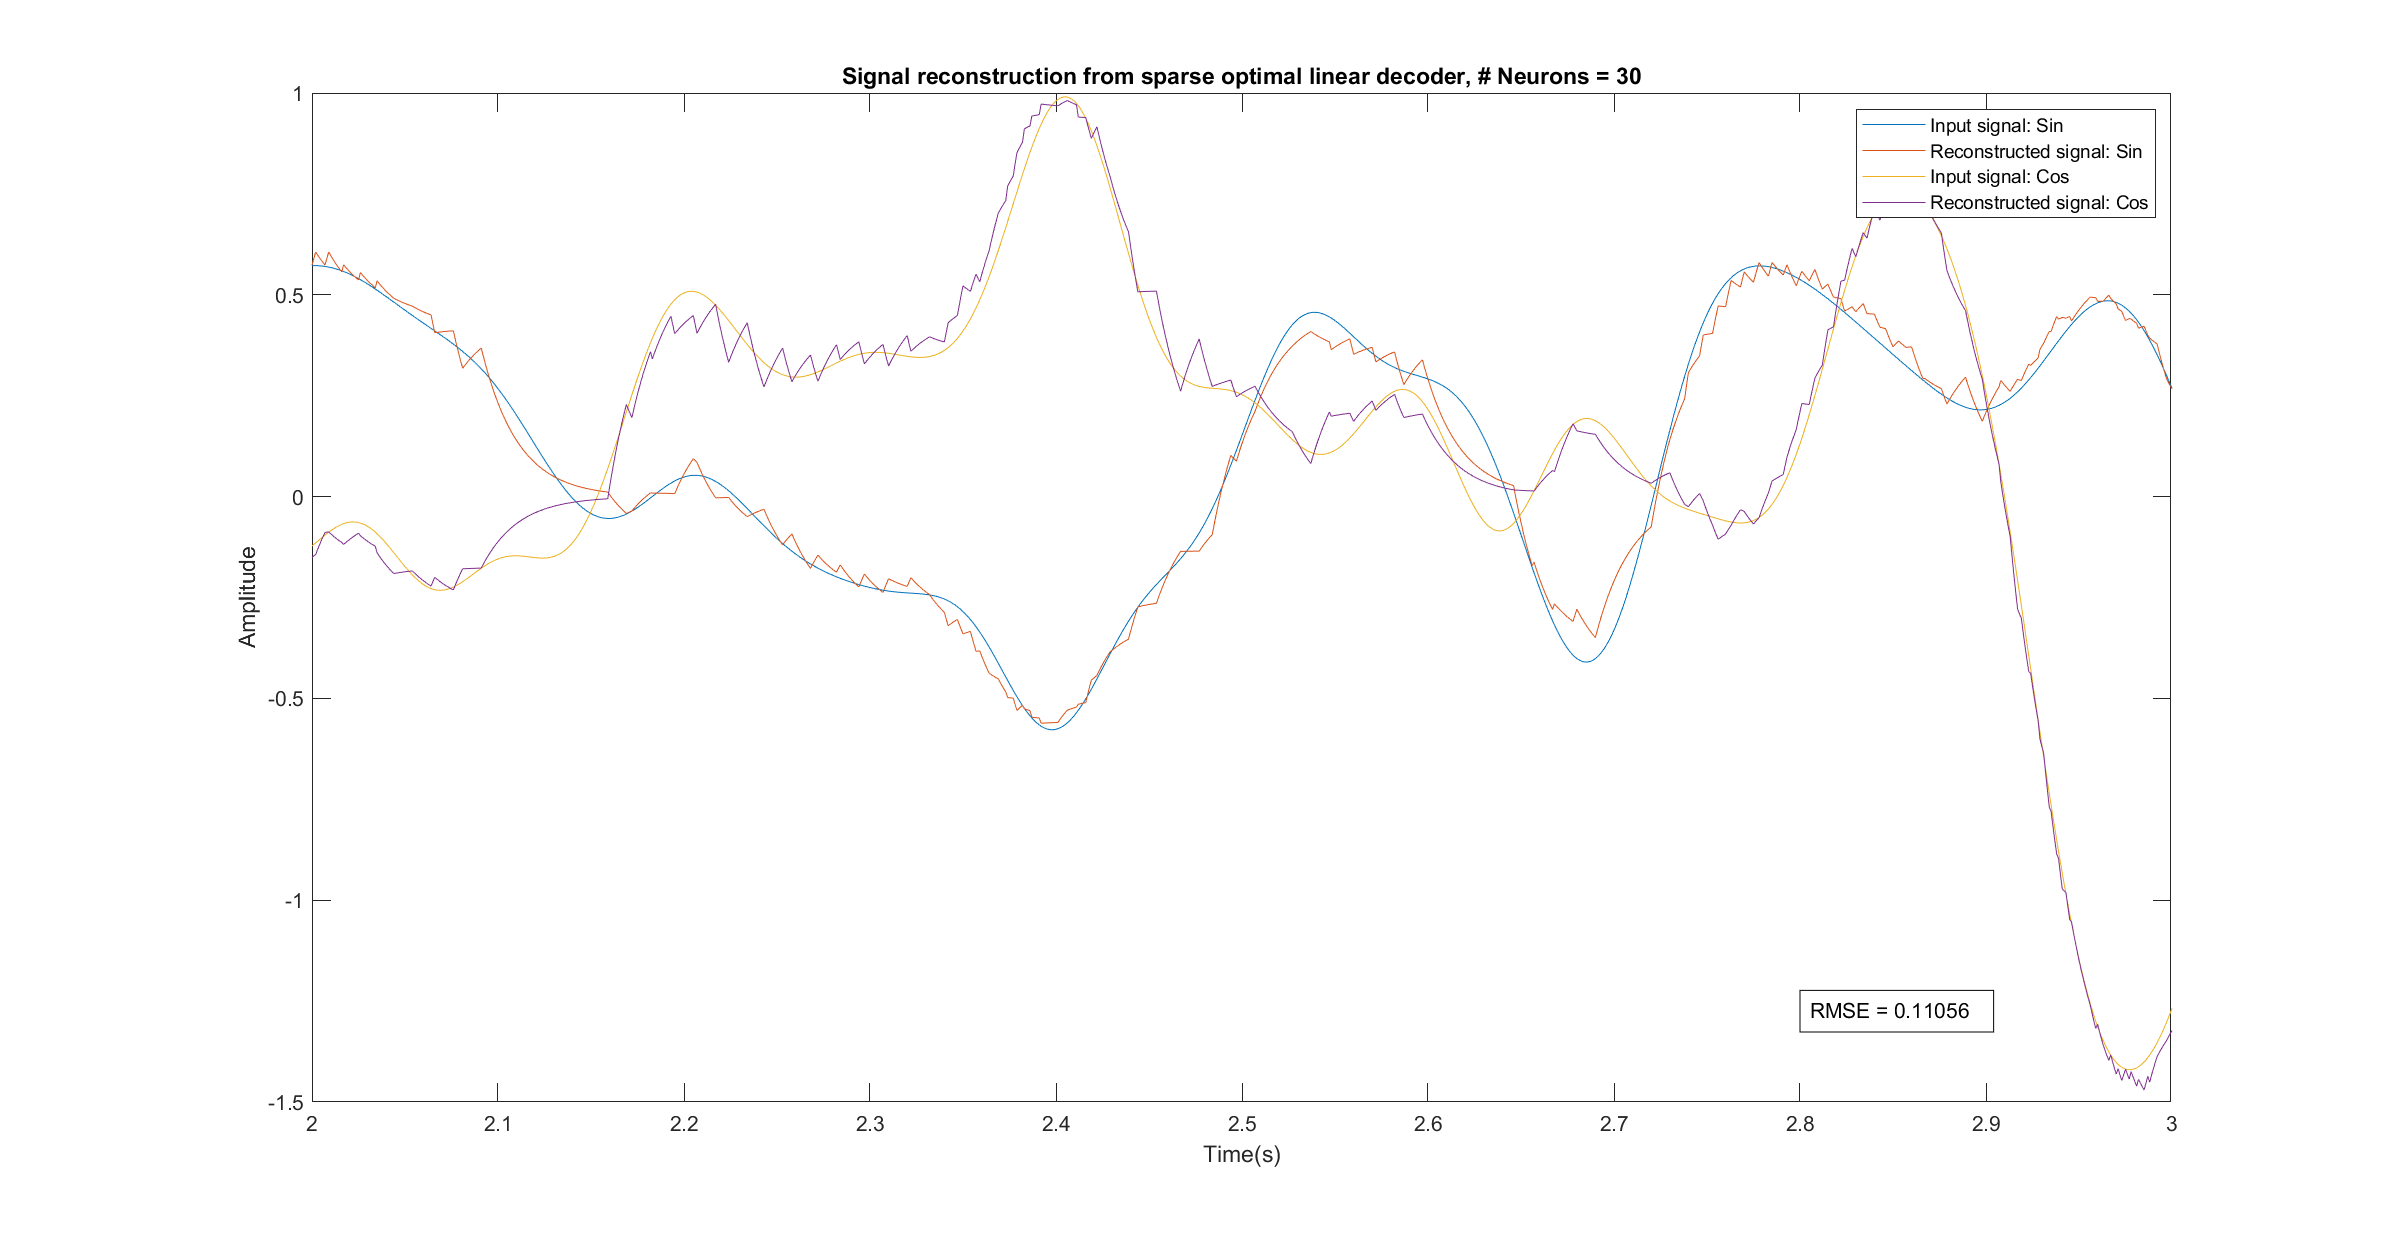 Signal reconstruction from sparse optimal linear decoder, # Neurons = 30
Input signal: Sin
Reconstructed signal: Sin
Input signal: Cos
Reconstructed signal: Cos
1
0.5
0
-0.5
-1
-1.5
Amplitude
RMSE = 0.11056
2 2.1 2.2 2.3 2.4 2.5 2.6 2.7 2.8 2.9 3
Time(s)